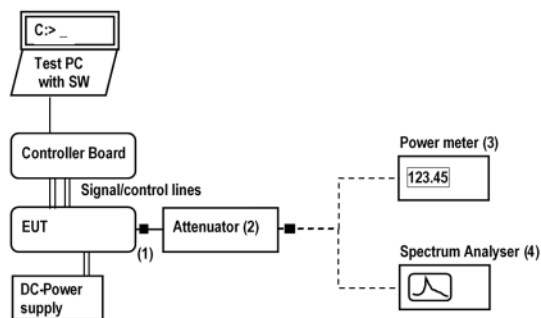 C:> _
Test PC
with SW
Controller Board
Signal/control lines
EUT
(1)
Attenuator (2)
DC-Power
supply
Power meter (3)
123.45
Spectrum Analyser (4)